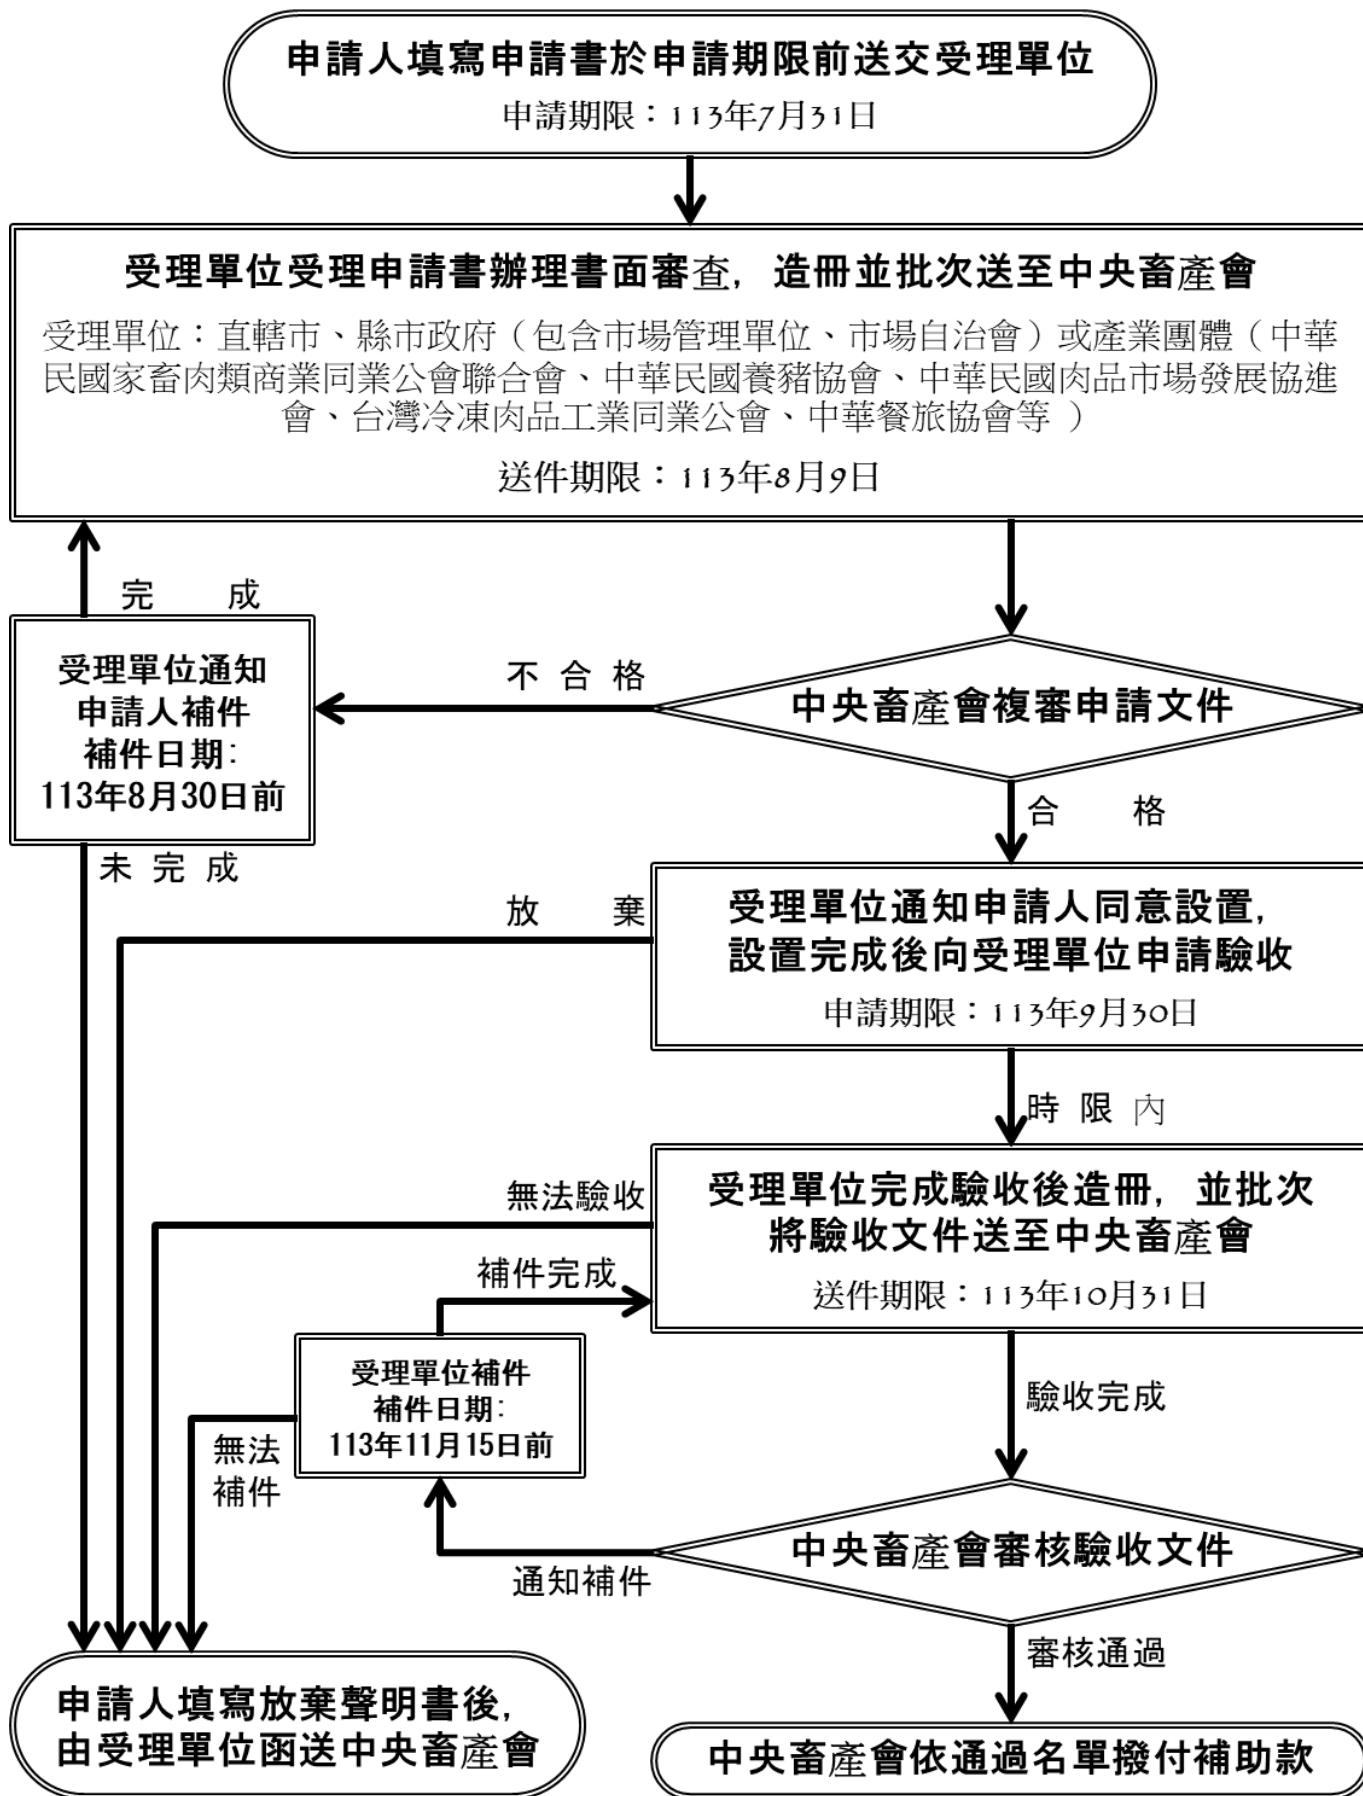 申請人填寫申請書於申請期限前送交受理單位
申請期限：113年7月31日
受理單位受理申請書辦理書面審查，造冊並批次送至中央畜產會
受理單位：直轄市、縣市政府（包含市場管理單位、市場自治會）或產業團體（中華
民國家畜肉類商業同業公會聯合會、中華民國養豬協會、中華民國肉品市場發展協進
會、台灣冷凍肉品工業同業公會、中華餐旅協會等 ）
送件期限：113年8月9日
完 成
受理單位通知
申請人補件
補件日期：
113年8月30日前
不 合 格
中央畜產會複審申請文件
合 格
未 完 成
放 棄
受理單位通知申請人同意設置，
設置完成後向受理單位申請驗收
申請期限：113年9月30日
時 限 內
無法驗收
受理單位完成驗收後造冊，並批次
將驗收文件送至中央畜產會
送件期限：113年10月31日
補件完成
受理單位補件
補件日期：
113年11月15日前
驗收完成
無法
補件
中央畜產會審核驗收文件
通知補件
審核通過
申請人填寫放棄聲明書後，
由受理單位函送中央畜產會
中央畜產會依通過名單撥付補助款